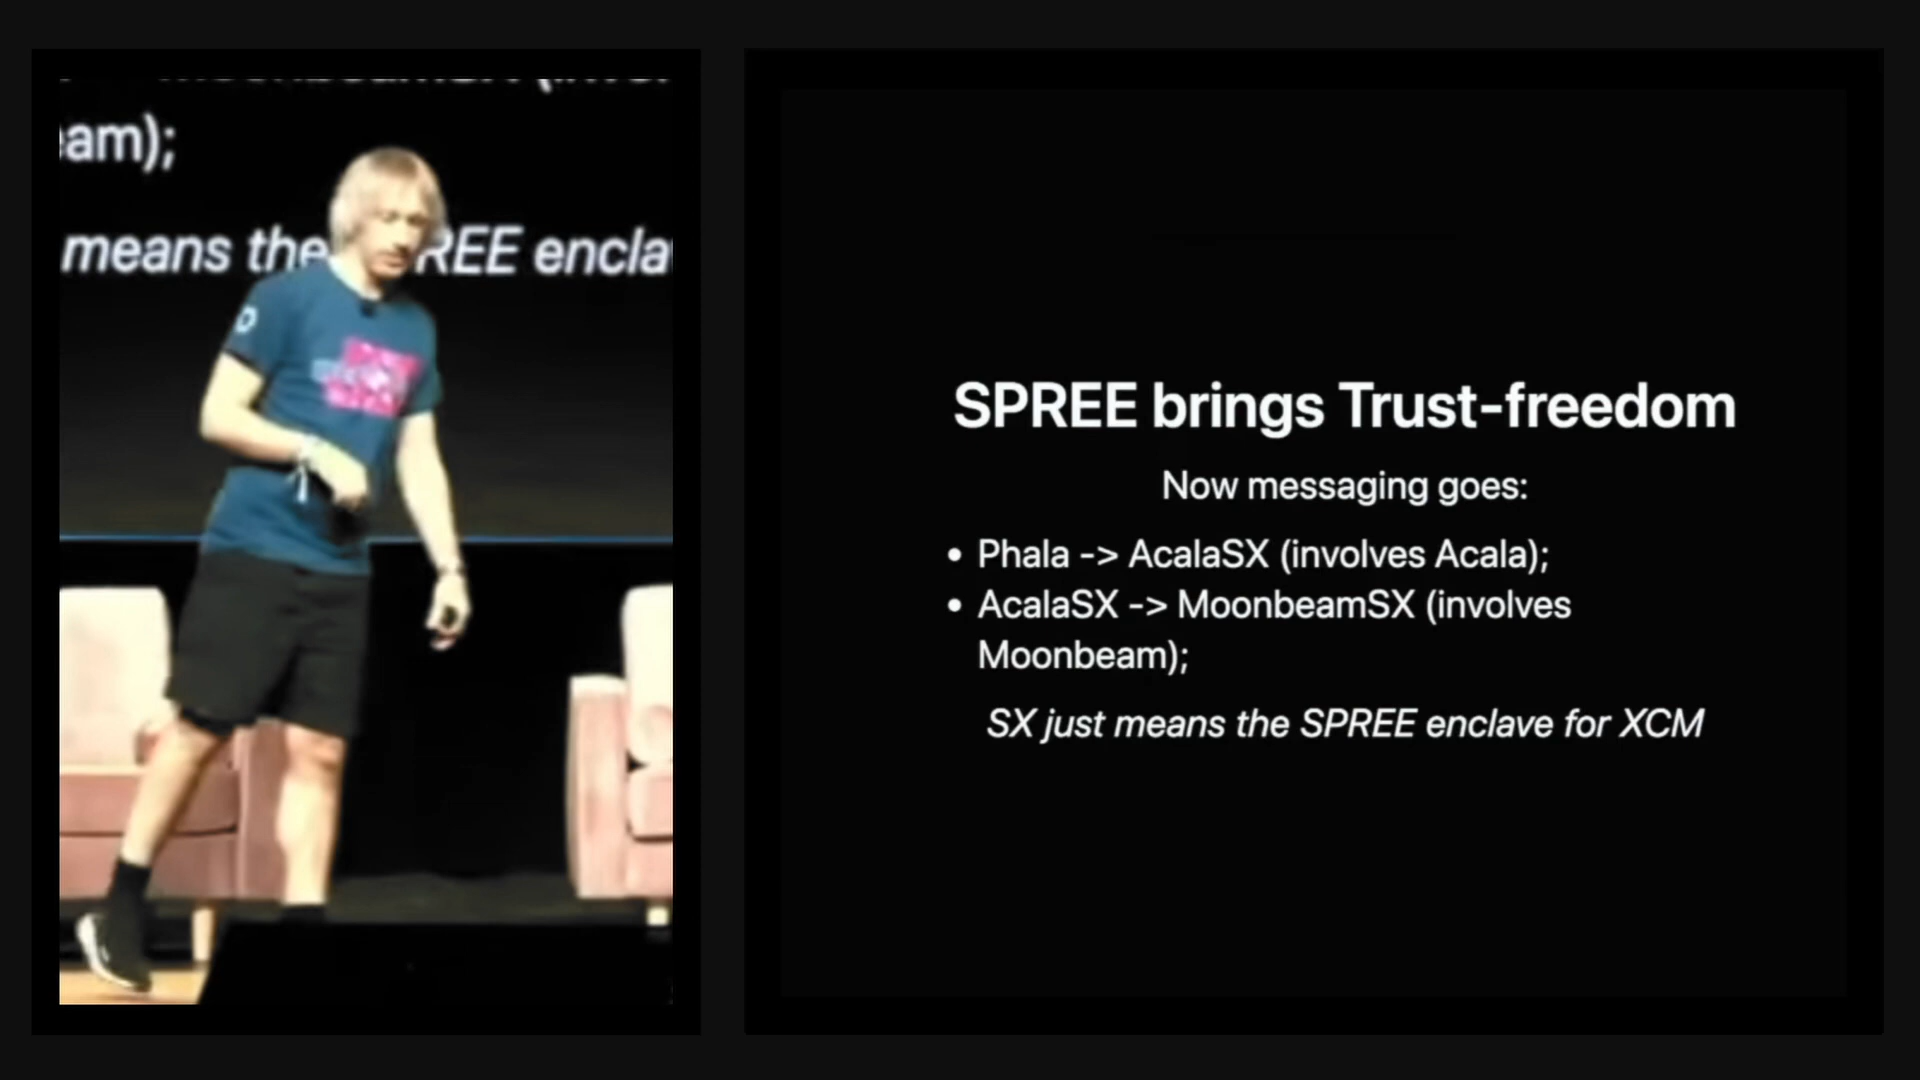 eam);
means the REE encla
SPREE brings Trust-freedom
Now messaging goes:
• Phala -> AcalaSX (involves Acala);
• AcalaSX -> MoonbeamSX (involves
Moonbeam);
SX just means the SPREE enclave for XCM